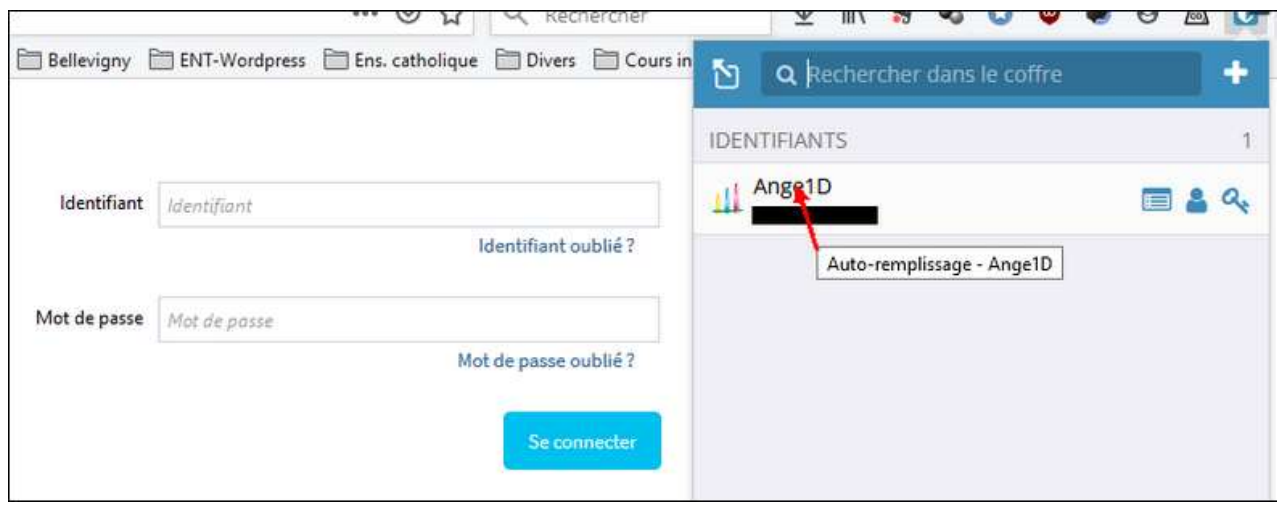 Rechercher
Bellevigny ENT-Wordpress Ens. catholique Divers Cours in
Rechercher dans le coffre
IDENTIFIANTS 1
Ange1D
Auto-remplissage - Ange1D
Identifiant Identifiant
Identifiant oublié ?
Mot de passe Mot de passe
Mot de passe oublié ?
Se connecter